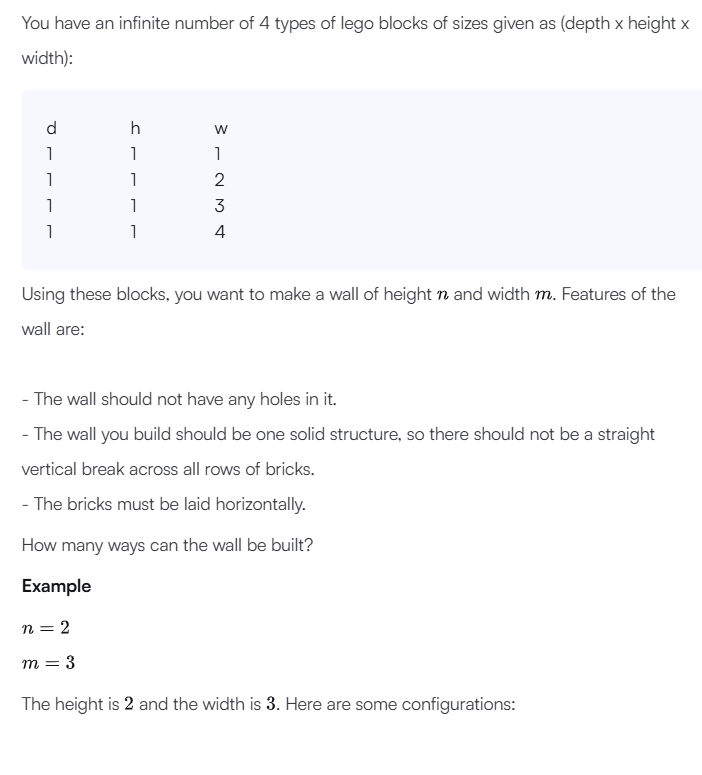 You have an infinite number of 4 types of lego blocks of sizes given as (depth x height x
width):
d h w
1 1 1
1 1 2
1 1 3
1 1 4
Using these blocks, you want to make a wall of height n and width m. Features of the
wall are:
- The wall should not have any holes in it.
- The wall you build should be one solid structure, so there should not be a straight
vertical break across all rows of bricks.
- The bricks must be laid horizontally.
How many ways can the wall be built?
Example
n = 2
m = 3
The height is 2 and the width is 3. Here are some configurations: